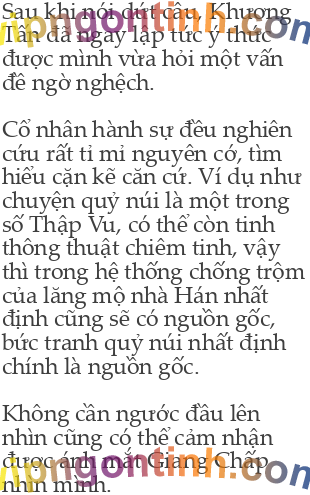 Sau khi nói dứt câu, Khương
Tân đã ngay lập tức ý thức
được mình vừa hỏi một vấn
đề ngờ nghệch.
Cổ nhân hành sự đều nghiên
cứu rất tỉ mỉ nguyên cớ, tìm
hiểu cặn kẽ căn cứ. Ví dụ như
chuyện quỷ núi là một trong
số Thập Vu, có thể còn tinh
thông thuật chiêm tinh, vậy
thì trong hệ thống chống trộm
của lăng mộ nhà Hán nhất
định cũng sẽ có nguồn gốc,
bức tranh quỷ núi nhất định
chính là nguồn gốc.
Không cần ngước đầu lên
nhìn cũng có thể cảm nhận
được ánh mắt Giang Chấp
nhìn mình.